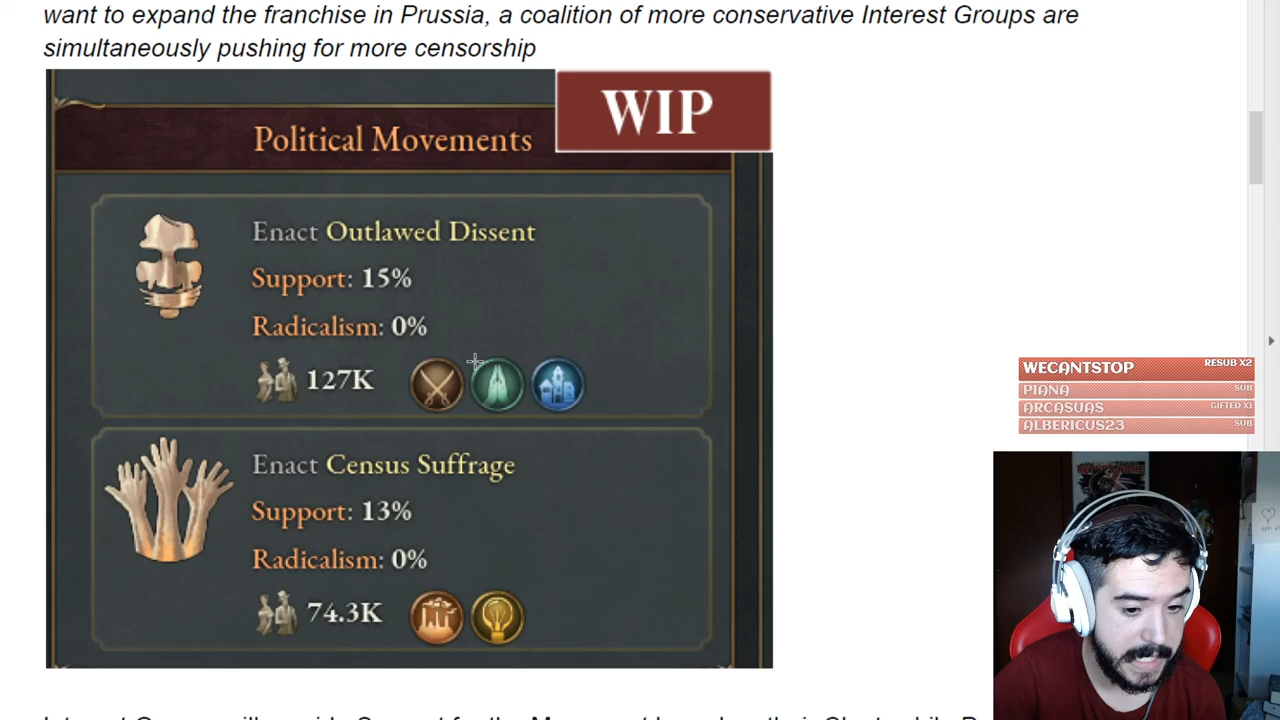 want to expand the franchise in Prussia, a coalition of more conservative Interest Groups are
simultaneously pushing for more censorship
WIP
Political Movements
Enact Outlawed Dissent
Support: 15%
Radicalism: 0%
127K
Enact Census Suffrage
Support: 13%
Radicalism: 0%
74.3K
WECANTSTOP RESUB X2
PIANA SUB
ARCASUAS GIFTED X1
ALBERICUS23 SUB